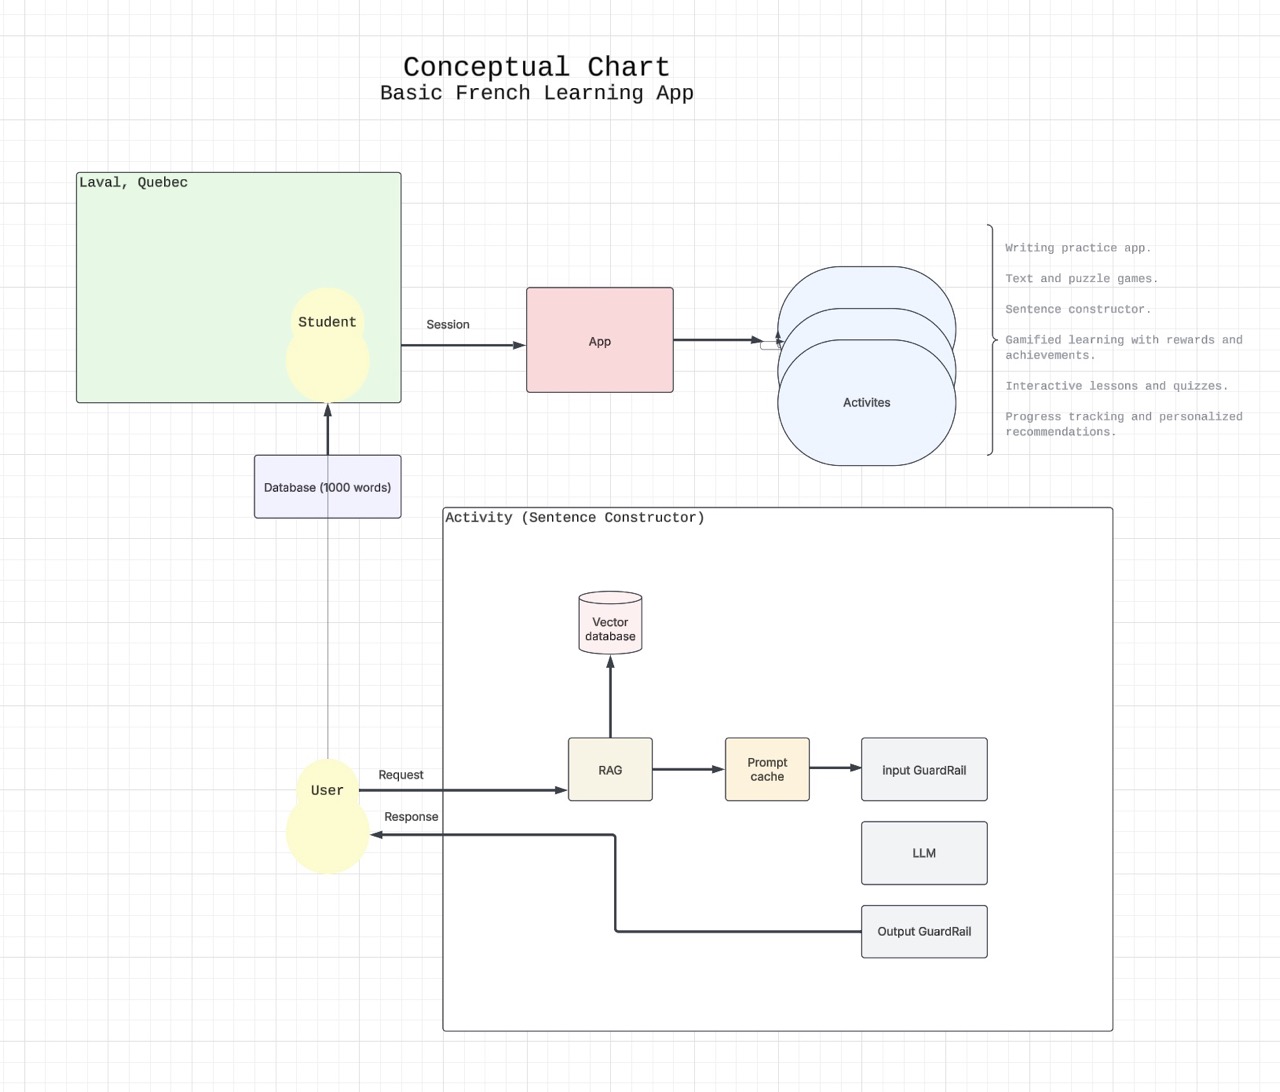 Conceptual Chart
Basic French Learning App
Laval, Quebec
Student
Session
App
Activites
Writing practice app.
Text and puzzle games.
Sentence constructor.
Gamified learning with rewards and
achievements.
Interactive lessons and quizzes.
Progress tracking and personalized
recommendations.
Database (1000 words)
Activity (Sentence Constructor)
Vector
database
RAG
Prompt
cache
input GuardRail
User
Request
Response
LLM
Output GuardRail